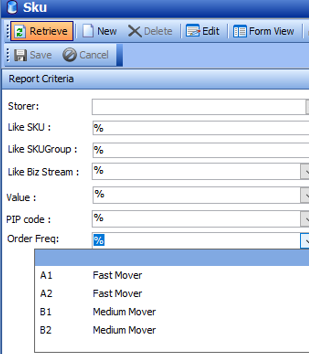 Sku
Retrieve New Delete Edit Form View
Save Cancel
Report Criteria
Storer:
Like SKU : %
Like SKUGroup : %
Like Biz Stream : %
Value : %
PIP code : %
Order Freq: %
A1 Fast Mover
A2 Fast Mover
B1 Medium Mover
B2 Medium Mover